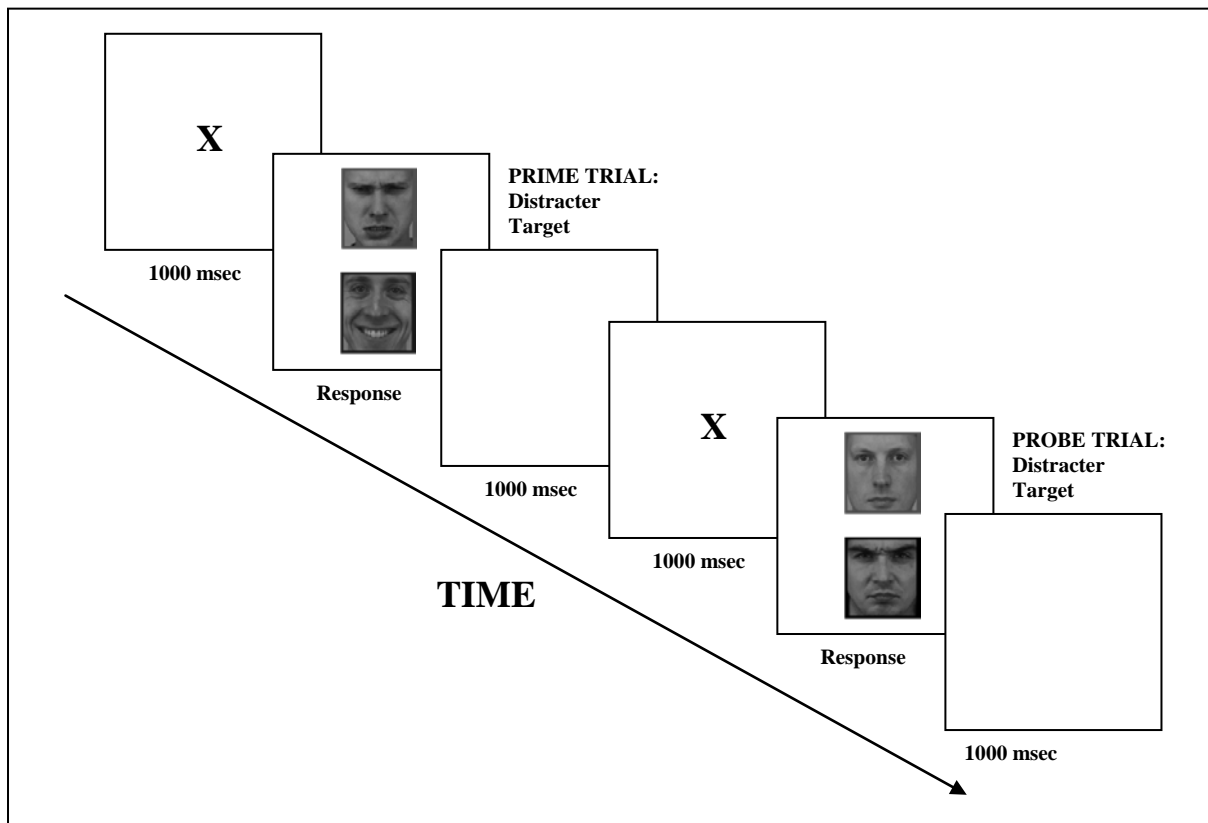 X
1000 msec
PRIME TRIAL:
Distracter
Target
Response
1000 msec
X
1000 msec
PROBE TRIAL:
Distracter
Target
Response
1000 msec
TIME